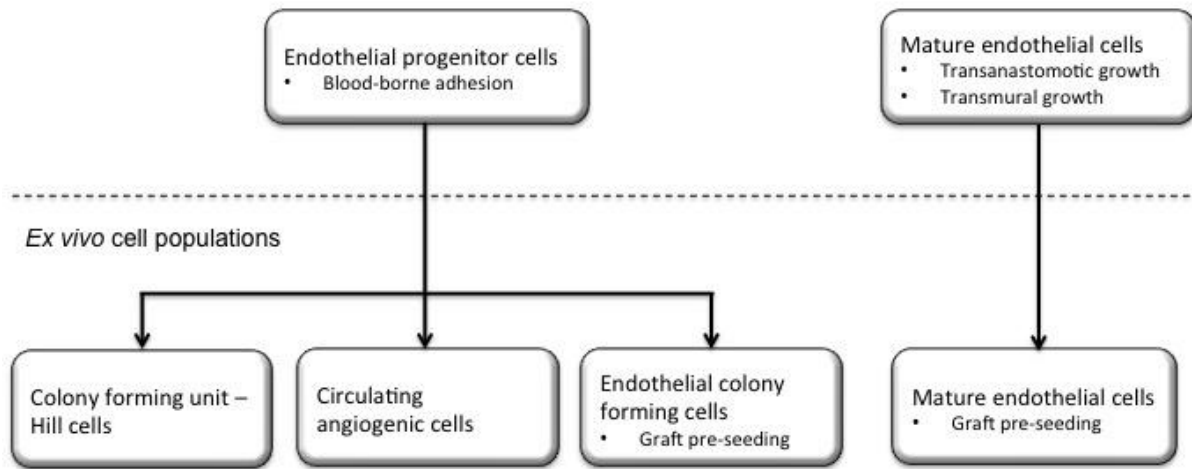 Endothelial progenitor cells
• Blood-borne adhesion
Mature endothelial cells
• Transanastomotic growth
• Transmural growth
Ex vivo cell populations
Colony forming unit –
Hill cells
Circulating
angiogenic cells
Endothelial colony
forming cells
• Graft pre-seeding
Mature endothelial cells
• Graft pre-seeding